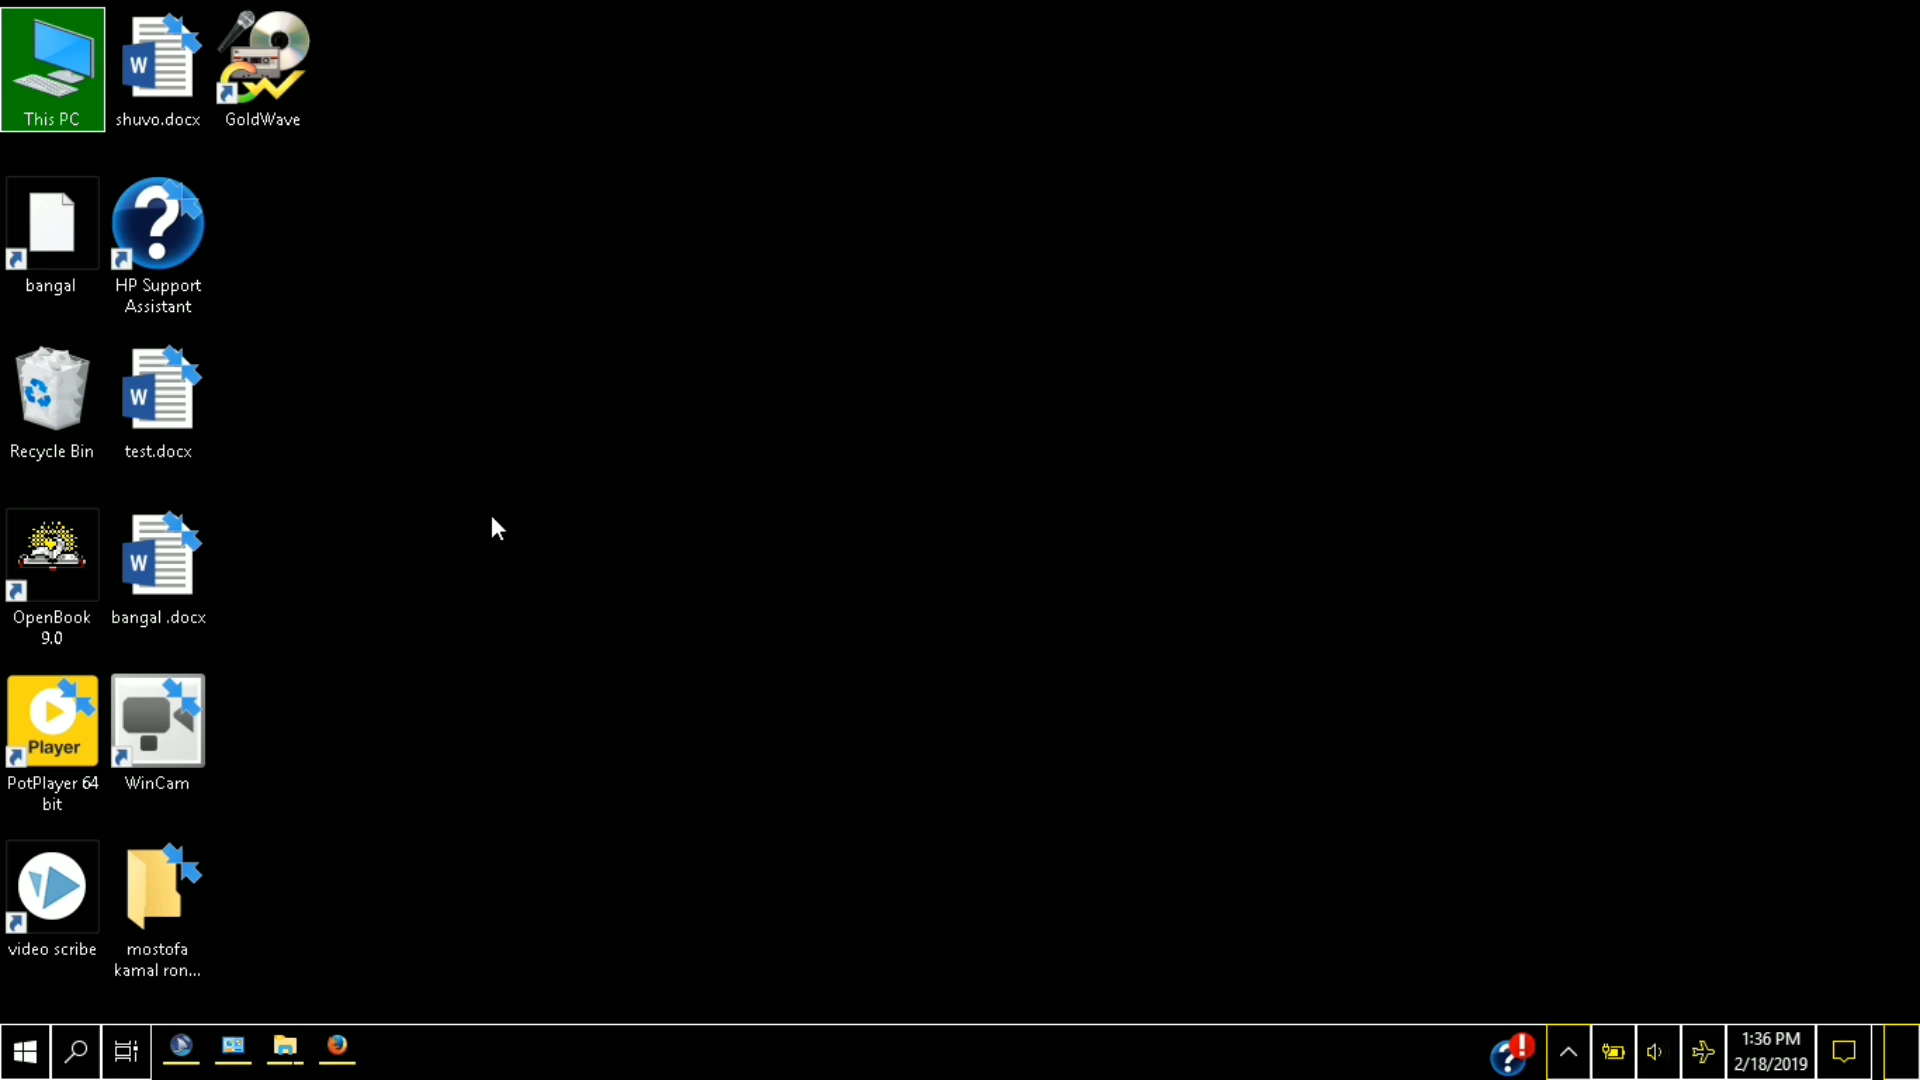 This PC
shuvo.docx
GoldWave
bangal
HP Support
Assistant
Recycle Bin
test.docx
OpenBook
9.0
bangal .docx
Player
PotPlayer 64
bit
WinCam
video scribe
mostofa
kamal ron...
1:36 PM
2/18/2019